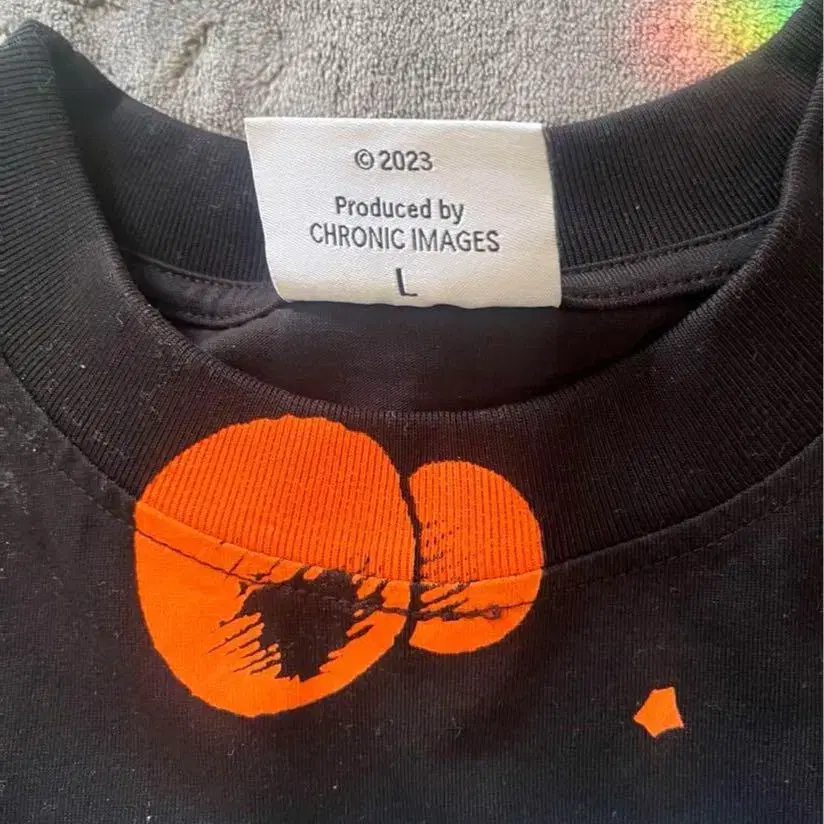 © 2023
Produced by
CHRONIC IMAGES
L